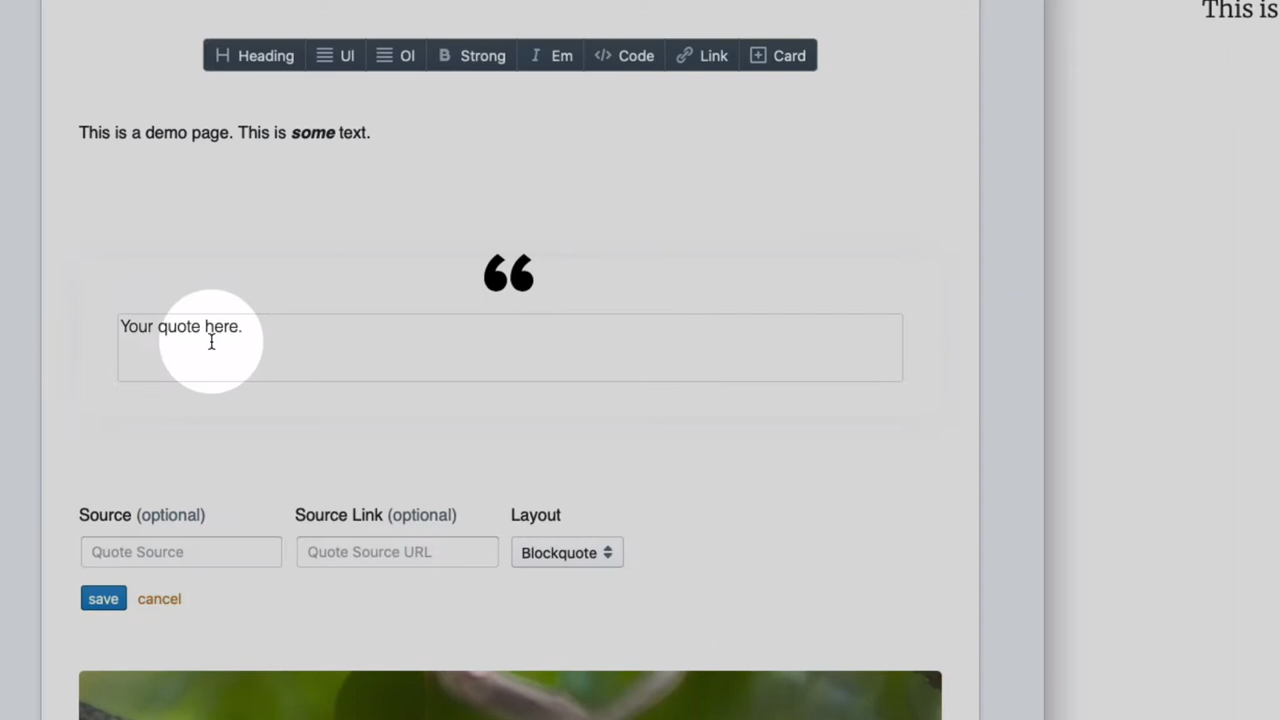 This is
Heading Ul Ol Strong Em Code Link Card
This is a demo page. This is some text.
“
Your quote here.
Source (optional) Source Link (optional) Layout
Quote Source Quote Source URL Blockquote
save cancel